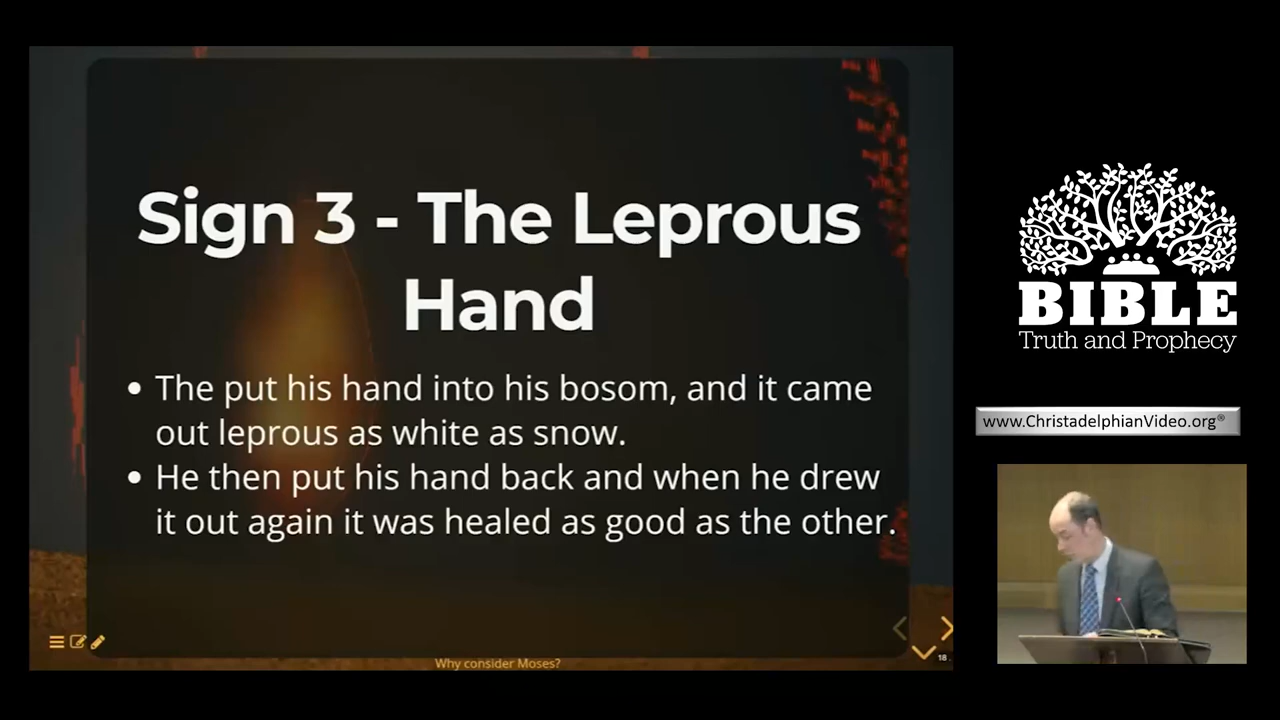 Sign 3 - The Leprous
Hand
• The put his hand into his bosom, and it came
out leprous as white as snow.
• He then put his hand back and when he drew
it out again it was healed as good as the other.
Why consider Moses?
18
BIBLE
Truth and Prophecy
www.ChristadelphianVideo.org®